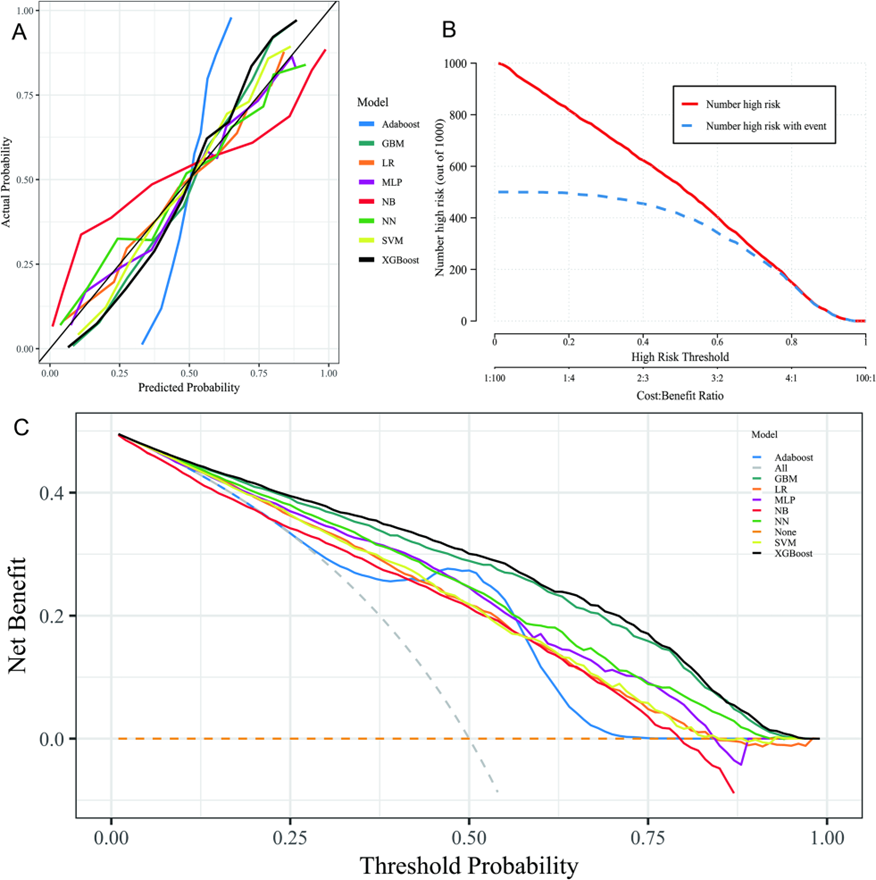 A
1.00
0.75
0.50
0.25
0.00
Actual Probability
0.00 0.25 0.50 0.75 1.00
Predicted Probability
Model
Adaboost
GBM
LR
MLP
NB
NN
SVM
XGBoost
B
1000
800
600
400
200
0
Number high risk (out of 1000)
Number high risk
Number high risk with event
0 0.2 0.4 0.6 0.8 1
High Risk Threshold
1:100 1:4 2:3 3:2 4:1 100:1
Cost:Benefit Ratio
C
0.4
0.2
0.0
Net Benefit
Model
Adaboost
All
GBM
LR
MLP
NB
NN
None
SVM
XGBoost
0.00 0.25 0.50 0.75 1.00
Threshold Probability